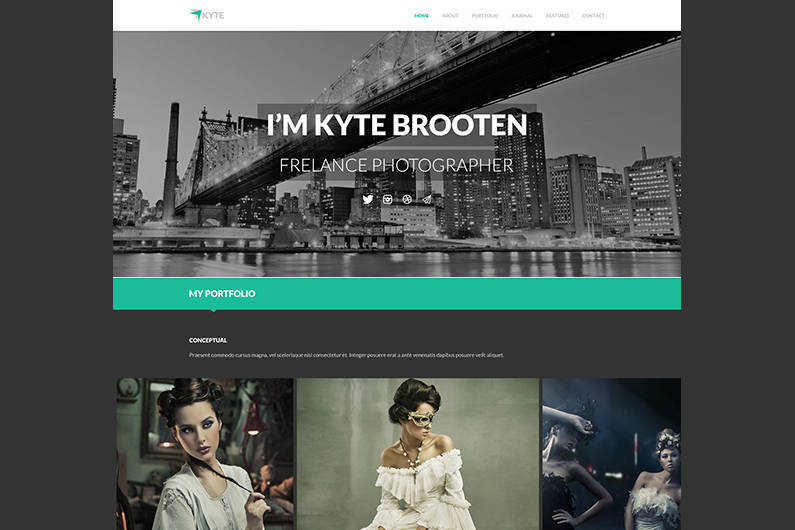 KYTE
HOME ABOUT PORTFOLIO JOURNAL FEATURES CONTACT
I'M KYTE BROOTEN
FRELANCE PHOTOGRAPHER
MY PORTFOLIO
CONCEPTUAL
Praesent commodo cursus magna, vel scelerisque nisl consectetur et. Integer posuere erat a ante venenatis dapibus posuere velit aliquet.